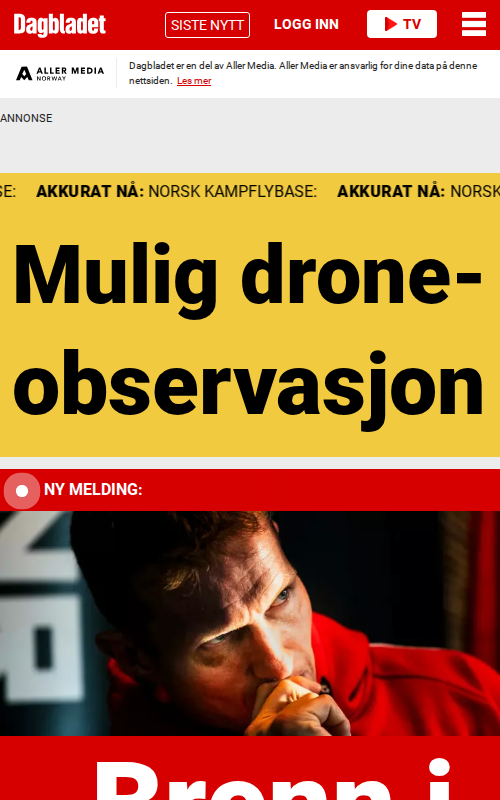 Dagbladet
SISTE NYTT
LOGG INN
TV
ALLER MEDIA
NORWAY
Dagbladet er en del av Aller Media. Aller Media er ansvarlig for dine data på denne
nettsiden. Les mer
ANNONSE
SE: AKKURAT NÅ: NORSK KAMPFLYBASE: AKKURAT NÅ: NORSK
Mulig drone-
observasjon
NY MELDING: